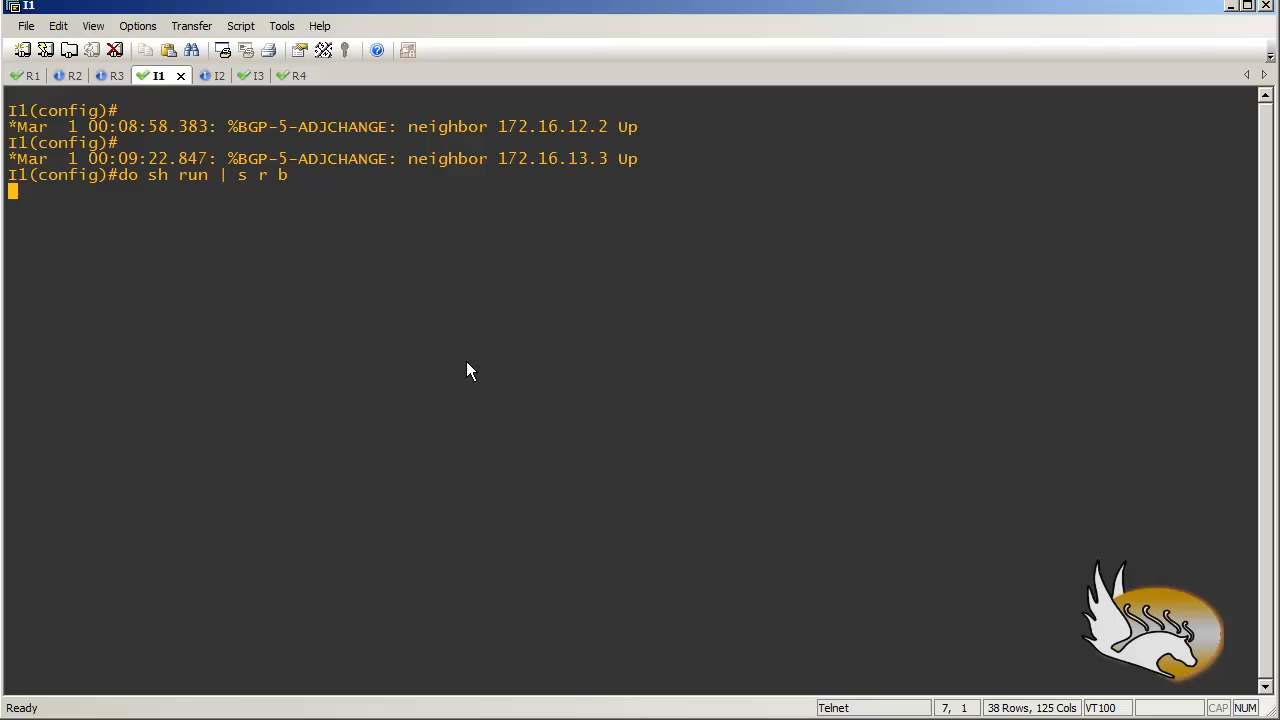 I1
File Edit View Options Transfer Script Tools Help
R1 R2 R3 I1 I2 I3 R4
I1(config)#
*Mar  1 00:08:58.383: %BGP-5-ADJCHANGE: neighbor 172.16.12.2 Up
I1(config)#
*Mar  1 00:09:22.847: %BGP-5-ADJCHANGE: neighbor 172.16.13.3 Up
I1(config)#do sh run | s r b
Ready Telnet 7, 1 38 Rows, 125 Cols VT100 CAP NUM